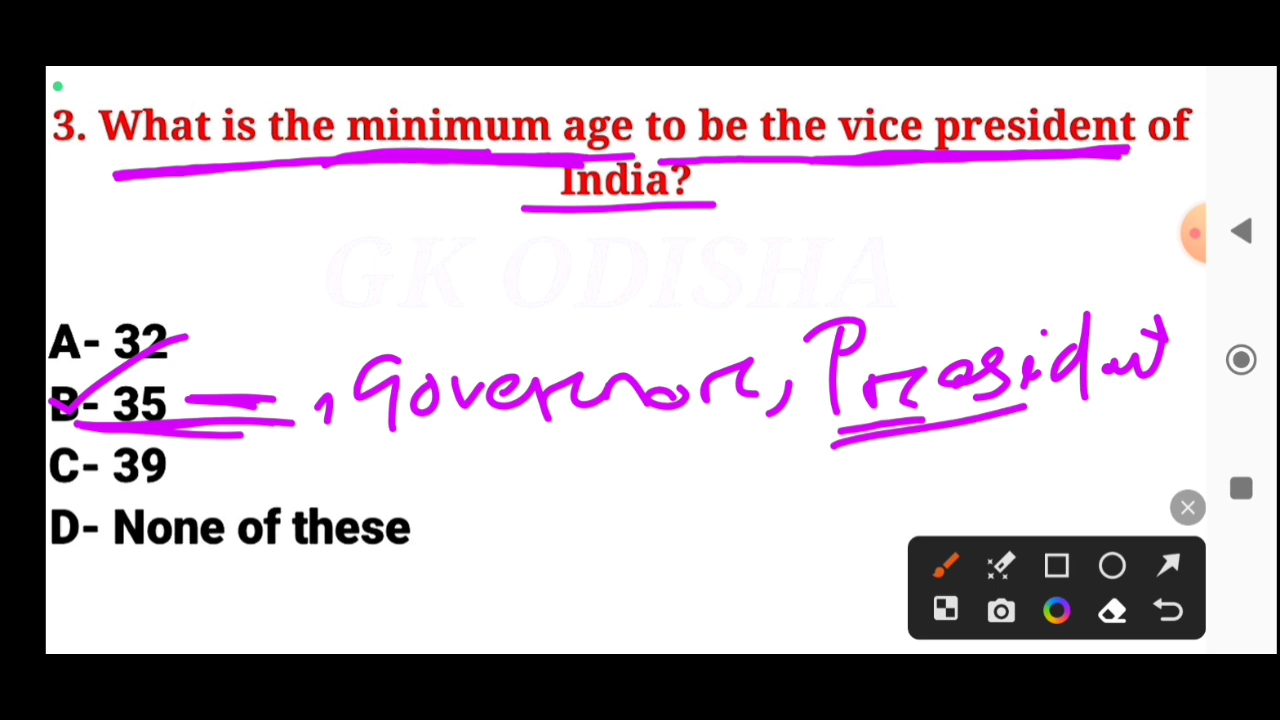 3. What is the minimum age to be the vice president of
India?
GK ODISHA
A- 32
B- 35 = , Governor, President
C- 39
D- None of these